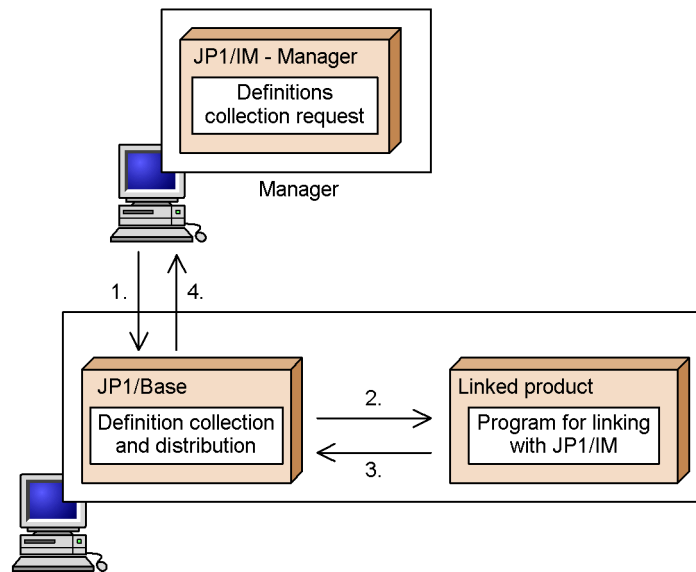 JP1/IM - Manager
Definitions
collection request
Manager
1.
4.
JP1/Base
Definition collection
and distribution
2.
3.
Linked product
Program for linking
with JP1/IM